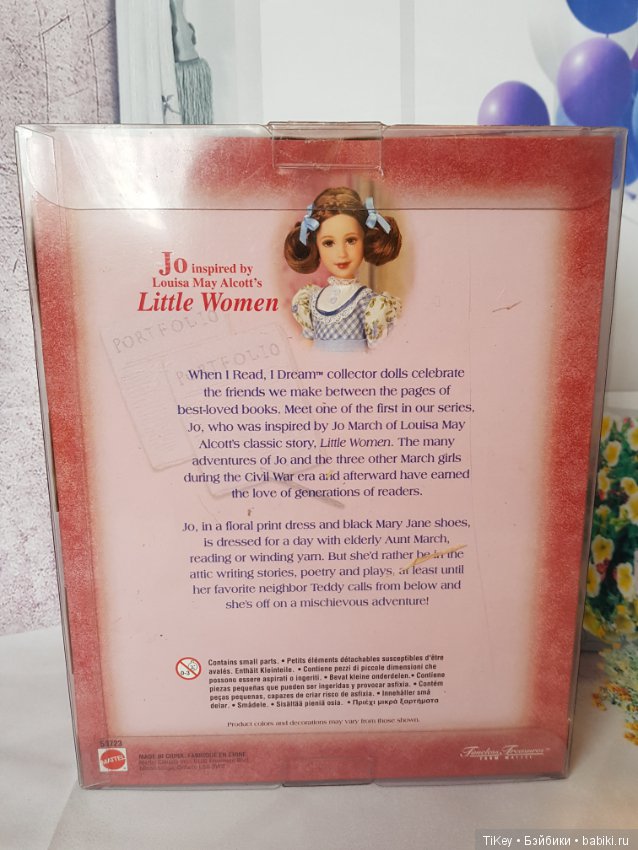 Jo inspired by
Louisa May Alcott's
Little Women
PORTFOLIO
PORTFOLIO
When I Read, I Dream™ collector dolls celebrate
the friends we make between the pages of
best-loved books. Meet one of the first in our series,
Jo, who was inspired by Jo March of Louisa May
Alcott's classic story, Little Women. The many
adventures of Jo and the three other March girls
during the Civil War era and afterward have earned
the love of generations of readers.
Jo, in a floral print dress and black Mary Jane shoes,
is dressed for a day with elderly Aunt March,
reading or winding yarn. But she'd rather be in the
attic writing stories, poetry and plays, at least until
her favorite neighbor Teddy calls from below and
she's off on a mischievous adventure!
0-3
Contains small parts. • Petits éléments détachables susceptibles d'être
avalés. Enthält Kleinteile. • Contiene pezzi di piccole dimensioni che
possono essere aspirati o ingeriti. • Bevat kleine onderdelen. • Contiene
piezas pequeñas que pueden ser ingeridas y provocar asfixia. • Contém
peças pequenas, capazes de criar risco de asfixia. • Innehåller små
delar. • Smådele. • Sisältää pieniä osia. • Πριέχι μικρά ξαρτήματα
Product colors and decorations may vary from those shown.
53723
MATTEL
MADE IN CHINA. FABRIQUÉ EN CHINE
Timeless Treasures
FROM MATTEL
TiKey • Бэйбики • babiki.ru